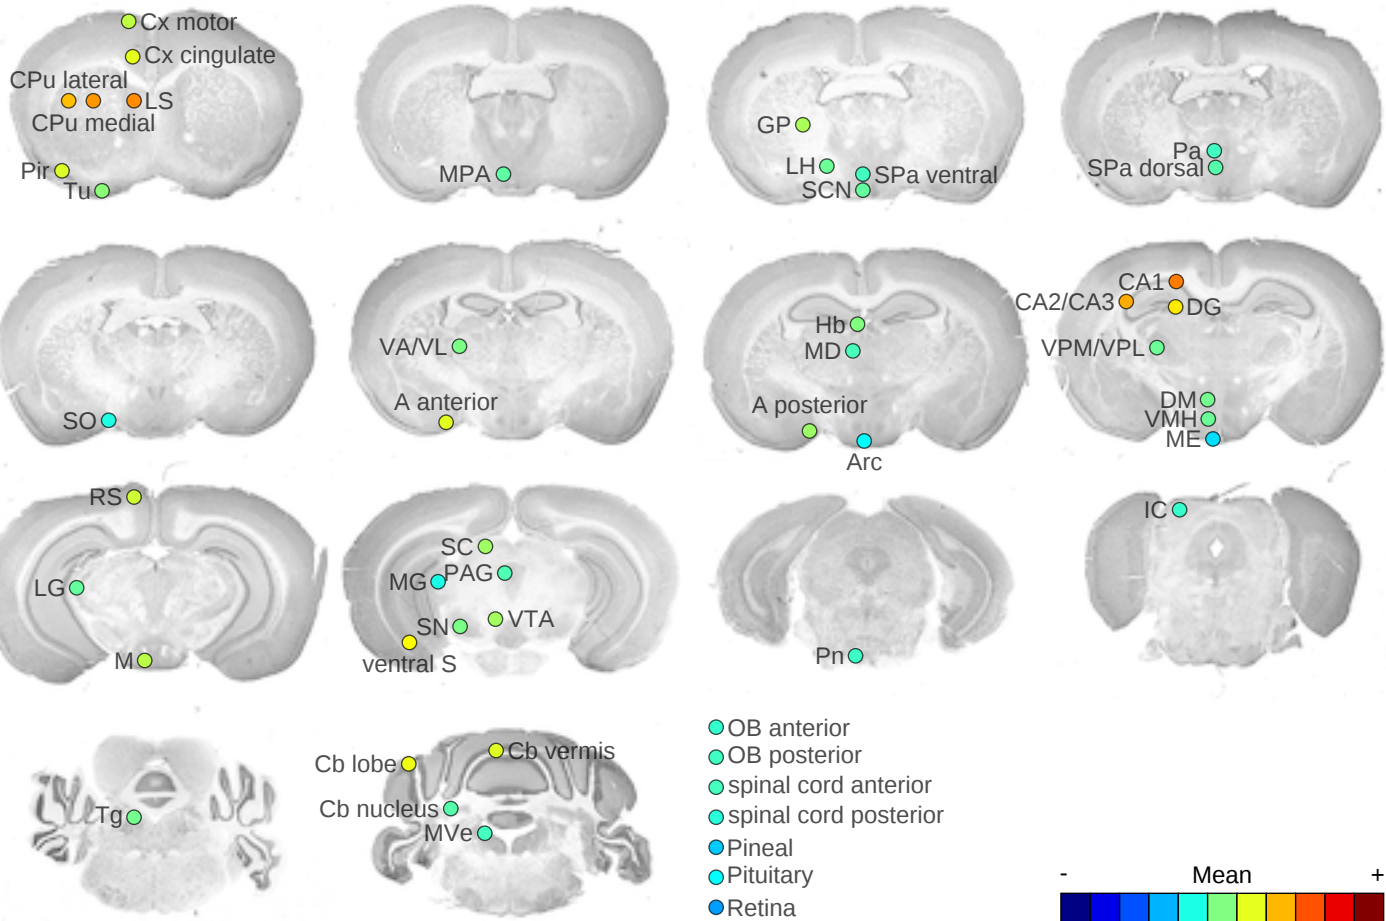 Cx motor
Cx cingulate
CPu lateral
LS
CPu medial
Pir
Tu
MPA
GP
LH
SPa ventral
SCN
Pa
SPa dorsal
SO
VA/VL
A anterior
Hb
MD
A posterior
Arc
CA1
CA2/CA3
DG
VPM/VPL
DM
VMH
ME
RS
LG
M
SC
MG
PAG
SN
VTA
ventral S
Pn
IC
Tg
Cb lobe
Cb vermis
Cb nucleus
MVe
OB anterior
OB posterior
spinal cord anterior
spinal cord posterior
Pineal
Pituitary
Retina
- Mean +